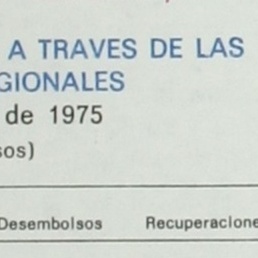 A TRAVES DE LAS
GIONALES
de 1975
sos)
Desembolsos Recuperacione